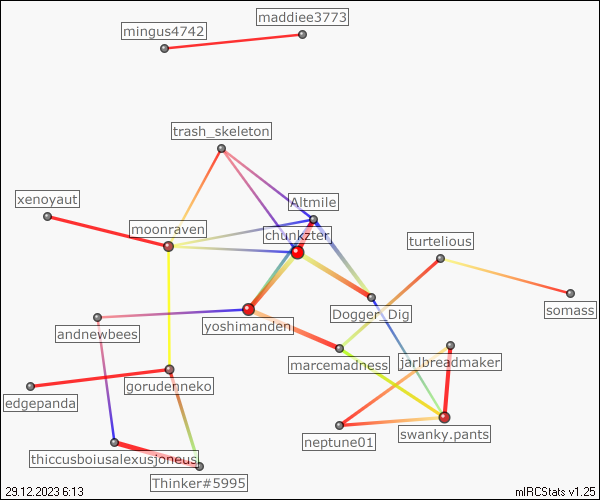 maddiee3773
mingus4742
trash_skeleton
xenoyaut
Altmile
moonraven
chunkzter
turtelious
somass
Dogger_Dig
yoshimanden
andnewbees
marcemadness
jarlbreadmaker
gorudenneko
edgepanda
swanky.pants
neptune01
thiccusboiusalexusjoneus
Thinker#5995
29.12.2023 6:13
mIRCStats v1.25